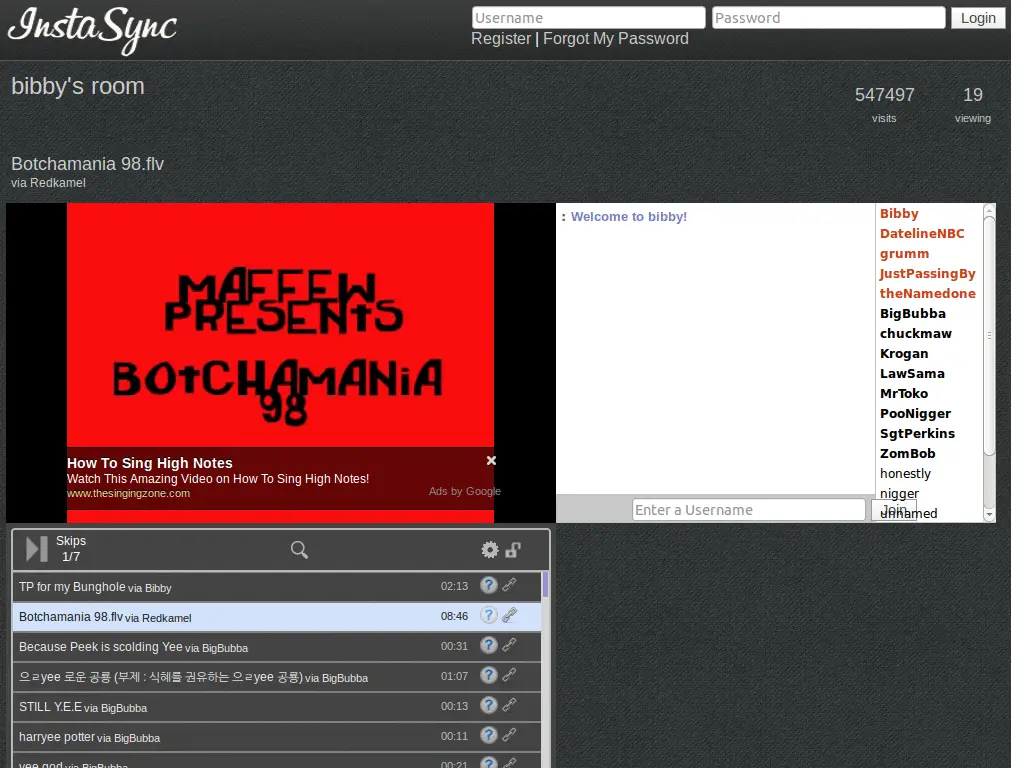 InstaSync
Username
Password
Login
Register | Forgot My Password
bibby's room
547497
visits
19
viewing
Botchamania 98.flv
via Redkamel
MAFFEW
PRESENtS
BOtCHAMANiA
98
How To Sing High Notes
Watch This Amazing Video on How To Sing High Notes!
www.thesingingzone.com
Ads by Google
: Welcome to bibby!
Bibby
DatelineNBC
grumm
JustPassingBy
theNamedone
BigBubba
chuckmaw
Krogan
LawSama
MrToko
PooNigger
SgtPerkins
ZomBob
honestly
nigger
unnamed
Enter a Username
Join
Skips
1/7
TP for my Bunghole via Bibby 02:13 ?
Botchamania 98.flv via Redkamel 08:46 ?
Because Peek is scolding Yee via BigBubba 00:31 ?
으ㄹyee 로운 공룡 (부제 : 식혜를 권유하는 으ㄹyee 공룡) via BigBubba 01:07 ?
STILL Y.E.E via BigBubba 00:13 ?
harryee potter via BigBubba 00:11 ?
yee god via BigBubba 00:21 ?